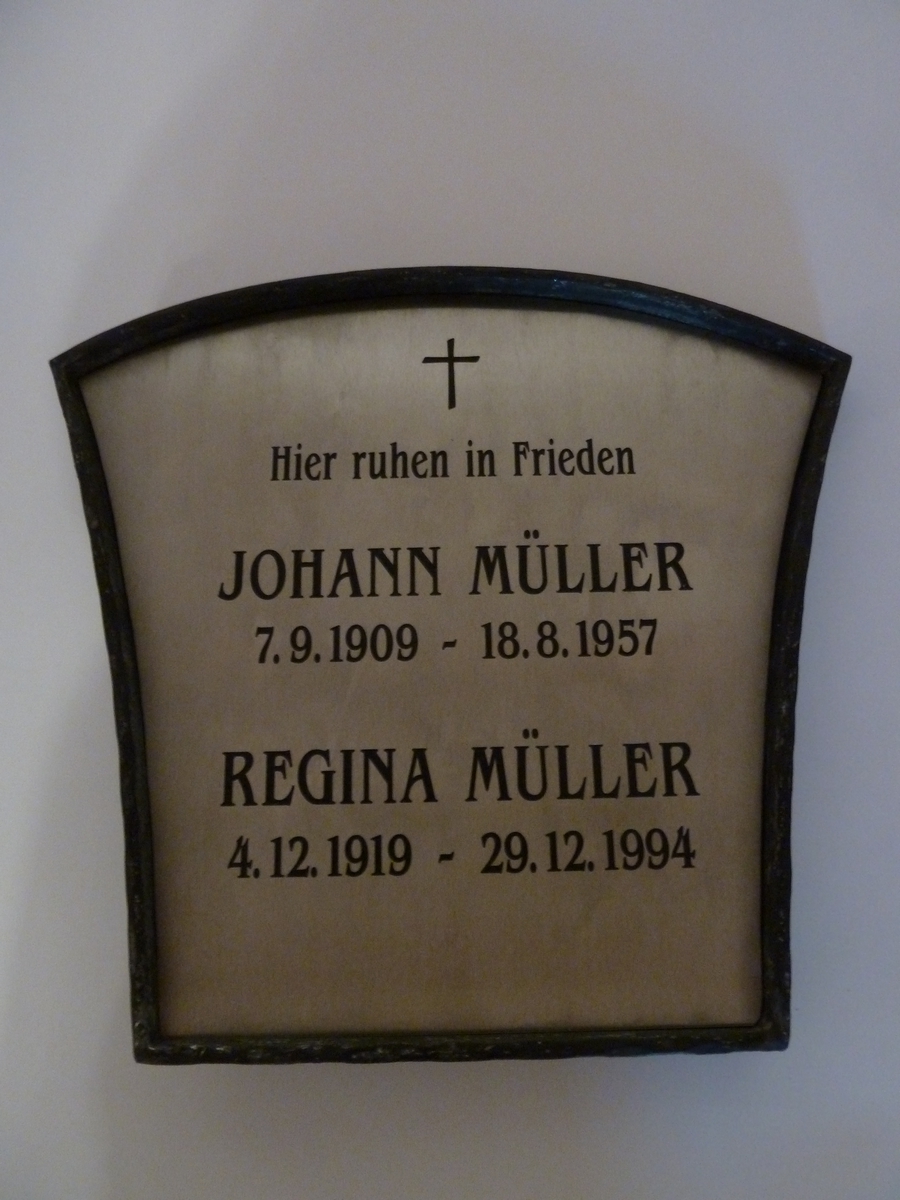 Hier ruhen in Frieden
JOHANN MÜLLER
7.9.1909 - 18.8.1957
REGINA MÜLLER
4.12.1919 - 29.12.1994